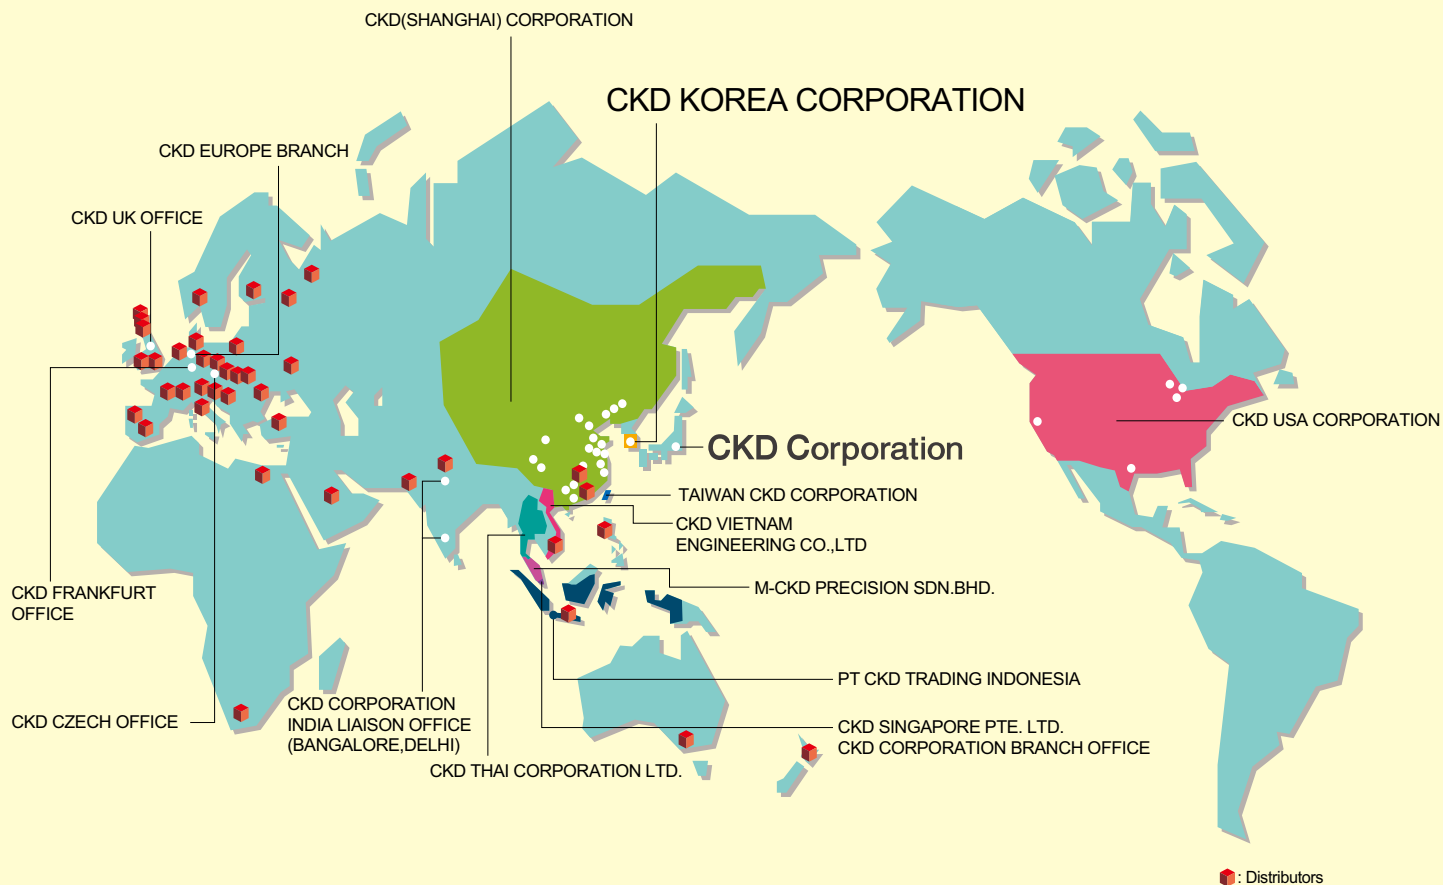 CKD(SHANGHAI) CORPORATION
CKD KOREA CORPORATION
CKD EUROPE BRANCH
CKD UK OFFICE
CKD USA CORPORATION
CKD Corporation
TAIWAN CKD CORPORATION
CKD VIETNAM
ENGINEERING CO.,LTD
M-CKD PRECISION SDN.BHD.
CKD FRANKFURT
OFFICE
PT CKD TRADING INDONESIA
CKD CZECH OFFICE
CKD CORPORATION
INDIA LIAISON OFFICE
(BANGALORE,DELHI)
CKD SINGAPORE PTE. LTD.
CKD CORPORATION BRANCH OFFICE
CKD THAI CORPORATION LTD.
: Distributors